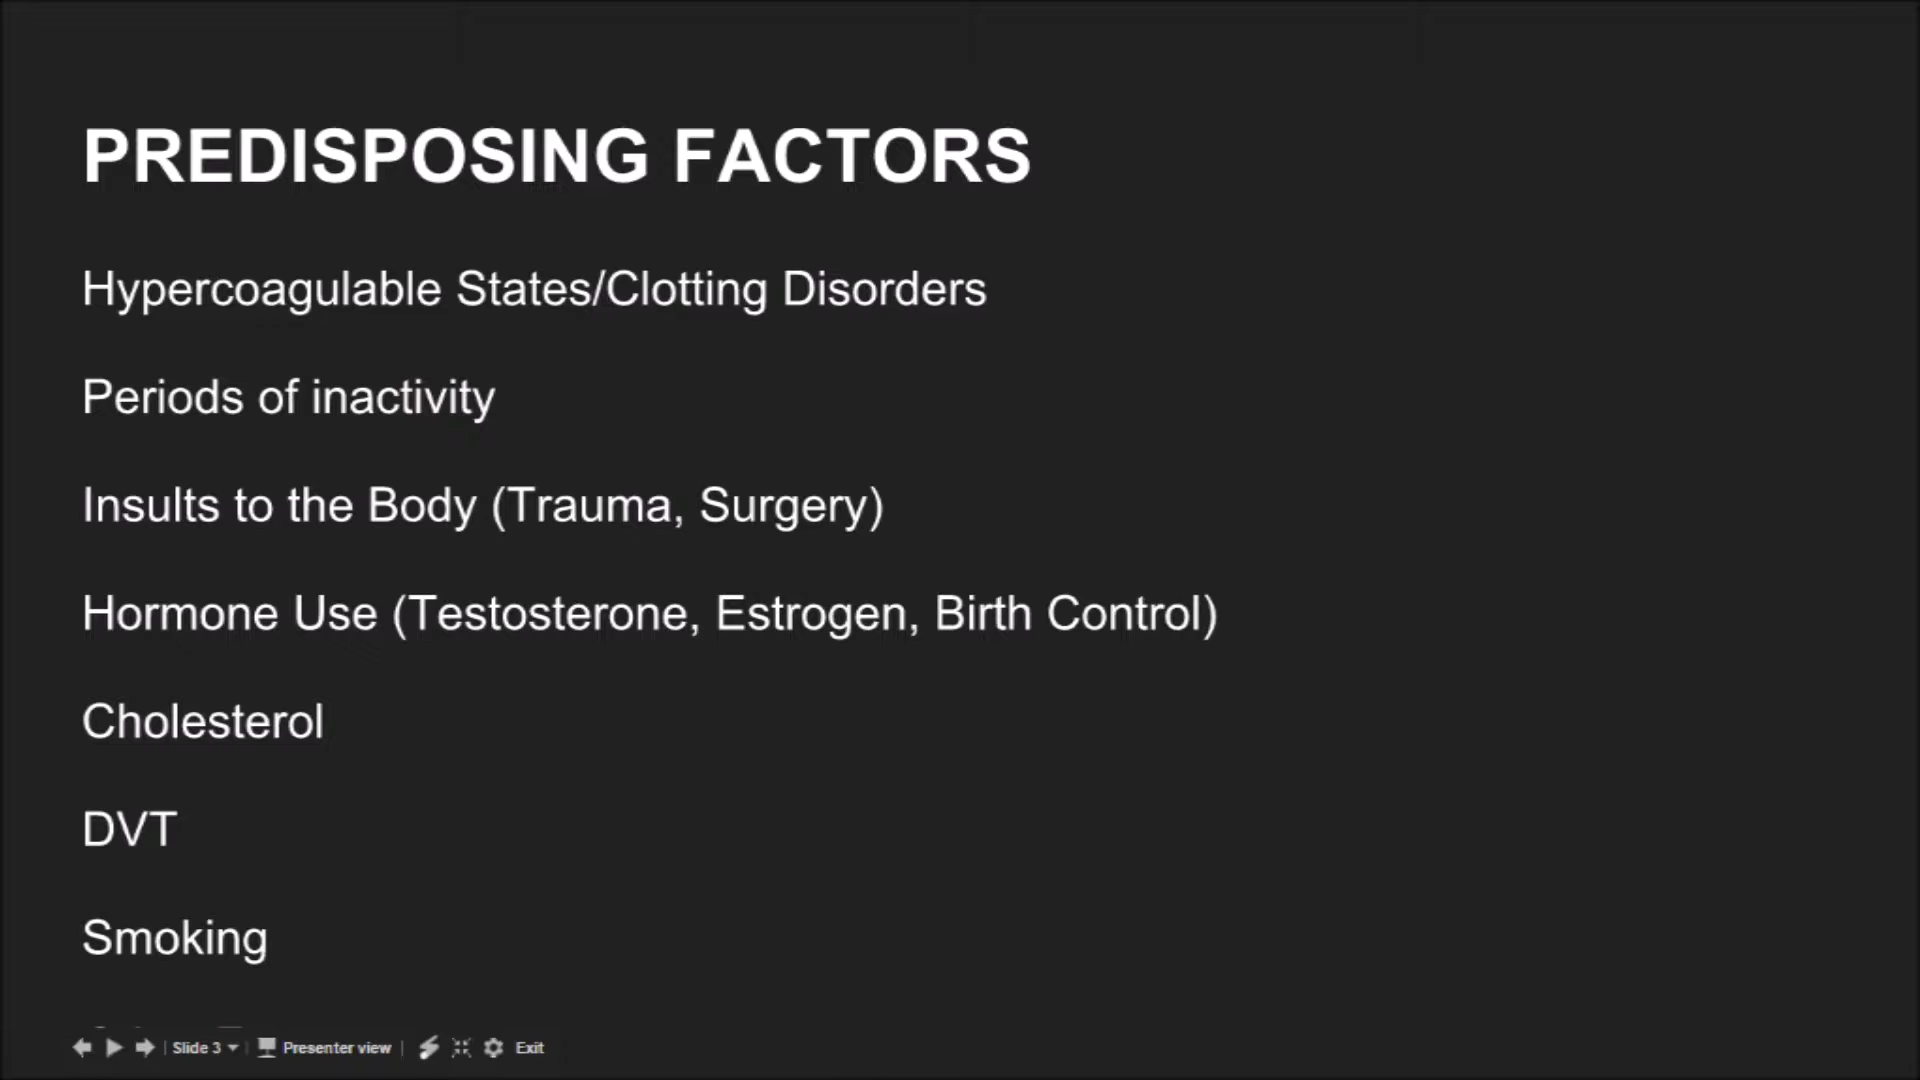 PREDISPOSING FACTORS
Hypercoagulable States/Clotting Disorders
Periods of inactivity
Insults to the Body (Trauma, Surgery)
Hormone Use (Testosterone, Estrogen, Birth Control)
Cholesterol
DVT
Smoking
Slide 3 Presenter view Exit